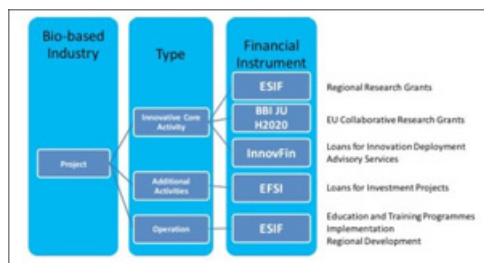 Bio-based
Industry
Type
Financial
Instrument
Project
Innovative Core
Activity
Additional
Activities
Operation
ESIF
BBI JU
H2020
InnovFin
EFSI
ESIF
Regional Research Grants
EU Collaborative Research Grants
Loans for Innovation Deployment
Advisory Services
Loans for Investment Projects
Education and Training Programmes
Implementation
Regional Development